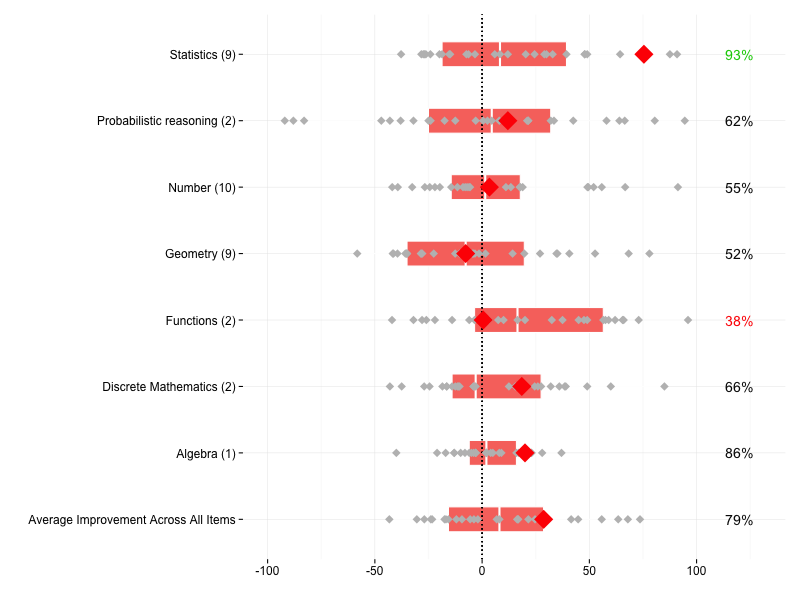 Statistics (9) 93%
Probabilistic reasoning (2) 62%
Number (10) 55%
Geometry (9) 52%
Functions (2) 38%
Discrete Mathematics (2) 66%
Algebra (1) 86%
Average Improvement Across All Items 79%
-100 -50 0 50 100